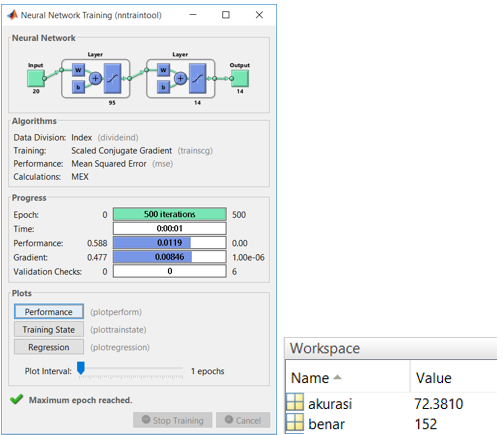 Neural Network Training (nntraintool)
Neural Network
Input
Layer
Layer
Output
W
b
W
b
20
95
14
14
Algorithms
Data Division: Index (divideind)
Training: Scaled Conjugate Gradient (trainscg)
Performance: Mean Squared Error (mse)
Calculations: MEX
Progress
Epoch: 0 500 iterations 500
Time: 0:00:01
Performance: 0.588 0.0119 0.00
Gradient: 0.477 0.00846 1.00e-06
Validation Checks: 0 0 6
Plots
Performance (plotperform)
Training State (plottrainstate)
Regression (plotregression)
Plot Interval: 1 epochs
Maximum epoch reached.
Stop Training Cancel
Workspace
Name Value
akurasi 72.3810
benar 152